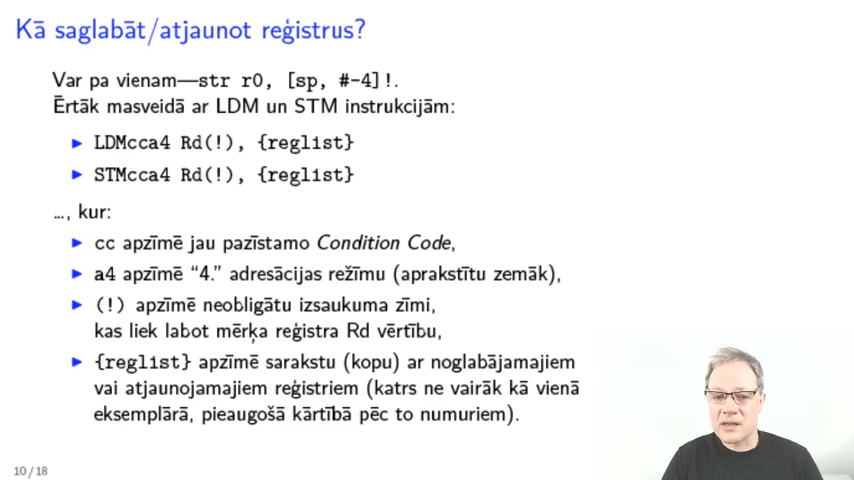 Kā saglabāt/atjaunot reģistrus?
Var pa vienam—str r0, [sp, #-4]!.
Ērtāk masveidā ar LDM un STM instrukcijām:
▶ LDMcca4 Rd(!), {reglist}
▶ STMcca4 Rd(!), {reglist}
..., kur:
▶ cc apzīmē jau pazīstamo Condition Code,
▶ a4 apzīmē “4.” adresācijas režīmu (aprakstītu zemāk),
▶ (!) apzīmē neobligātu izsaukuma zīmi,
kas liek labot mērķa reģistra Rd vērtību,
▶ {reglist} apzīmē sarakstu (kopu) ar noglabājamajiem
vai atjaunojamajiem reģistriem (katrs ne vairāk kā vienā
eksemplārā, pieaugošā kārtībā pēc to numuriem).
10/18